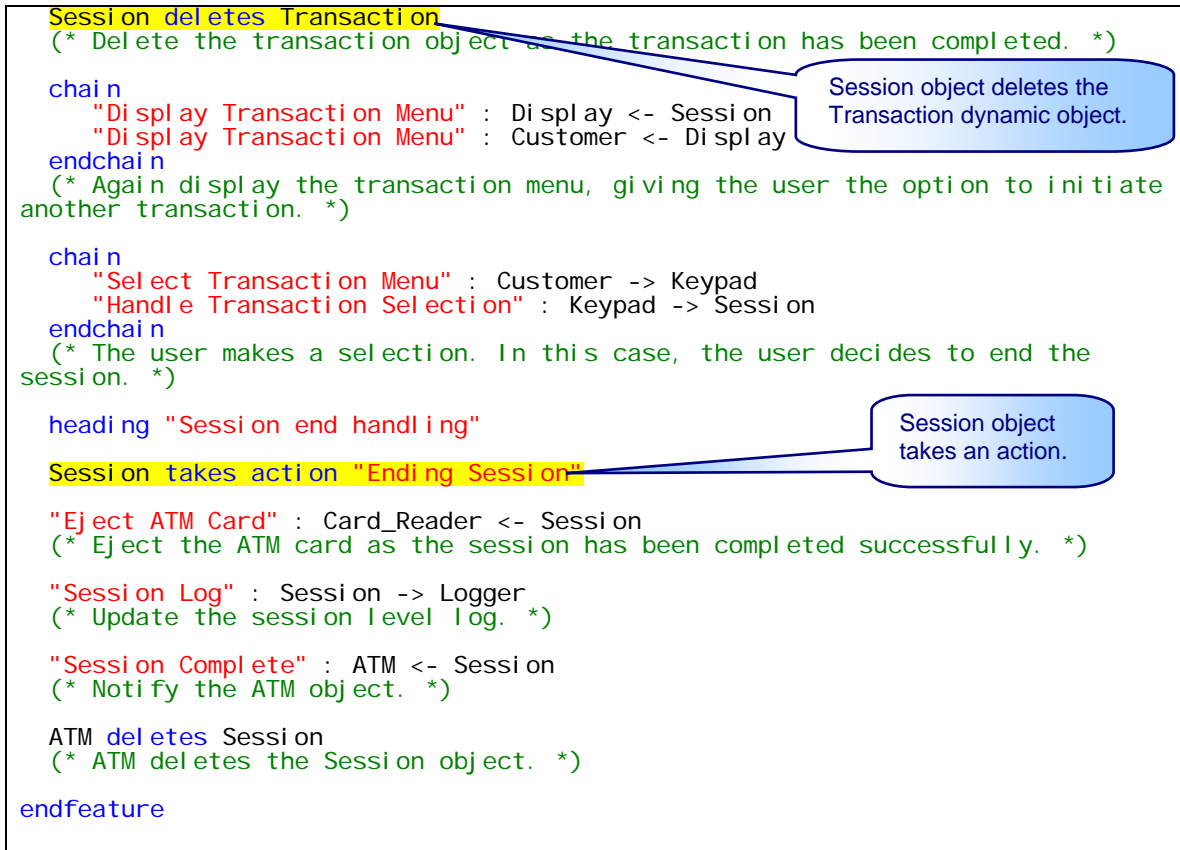 Session deletes Transaction
(* Delete the transaction object as the transaction has been completed. *)
Session object deletes the
Transaction dynamic object.
chain
"Display Transaction Menu" : Display <- Session
"Display Transaction Menu" : Customer <- Display
endchain
(* Again display the transaction menu, giving the user the option to initiate
another transaction. *)
chain
"Select Transaction Menu" : Customer -> Keypad
"Handle Transaction Selection" : Keypad -> Session
endchain
(* The user makes a selection. In this case, the user decides to end the
session. *)
heading "Session end handling"
Session object
takes an action.
Session takes action "Ending Session"
"Eject ATM Card" : Card_Reader <- Session
(* Eject the ATM card as the session has been completed successfully. *)
"Session Log" : Session -> Logger
(* Update the session level log. *)
"Session Complete" : ATM <- Session
(* Notify the ATM object. *)
ATM deletes Session
(* ATM deletes the Session object. *)
endfeature